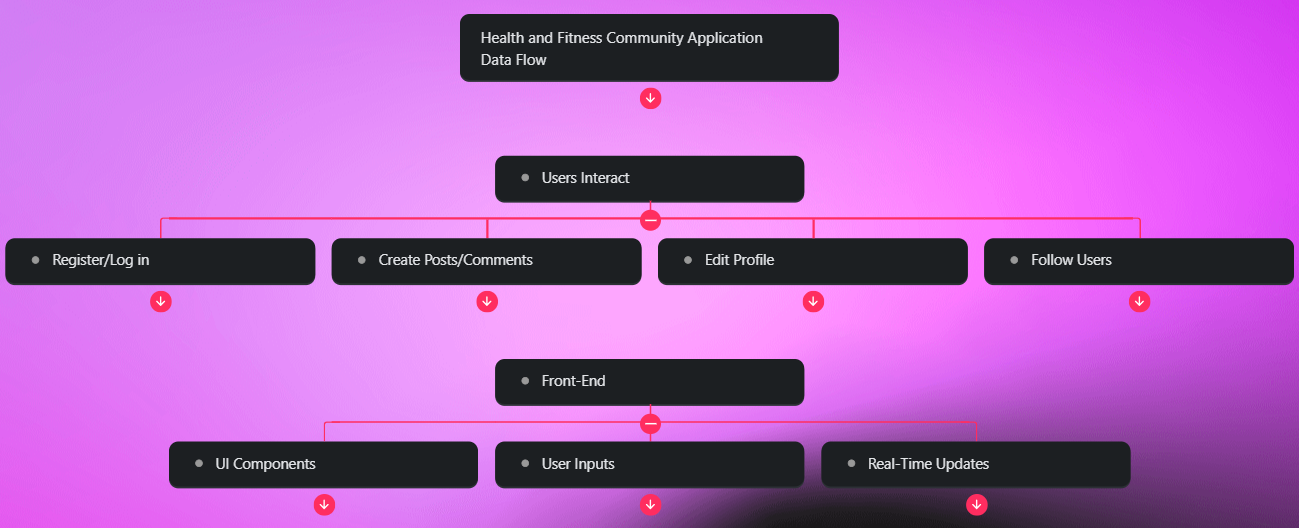 Health and Fitness Community Application
Data Flow
Users Interact
Register/Log in
Create Posts/Comments
Edit Profile
Follow Users
Front-End
UI Components
User Inputs
Real-Time Updates